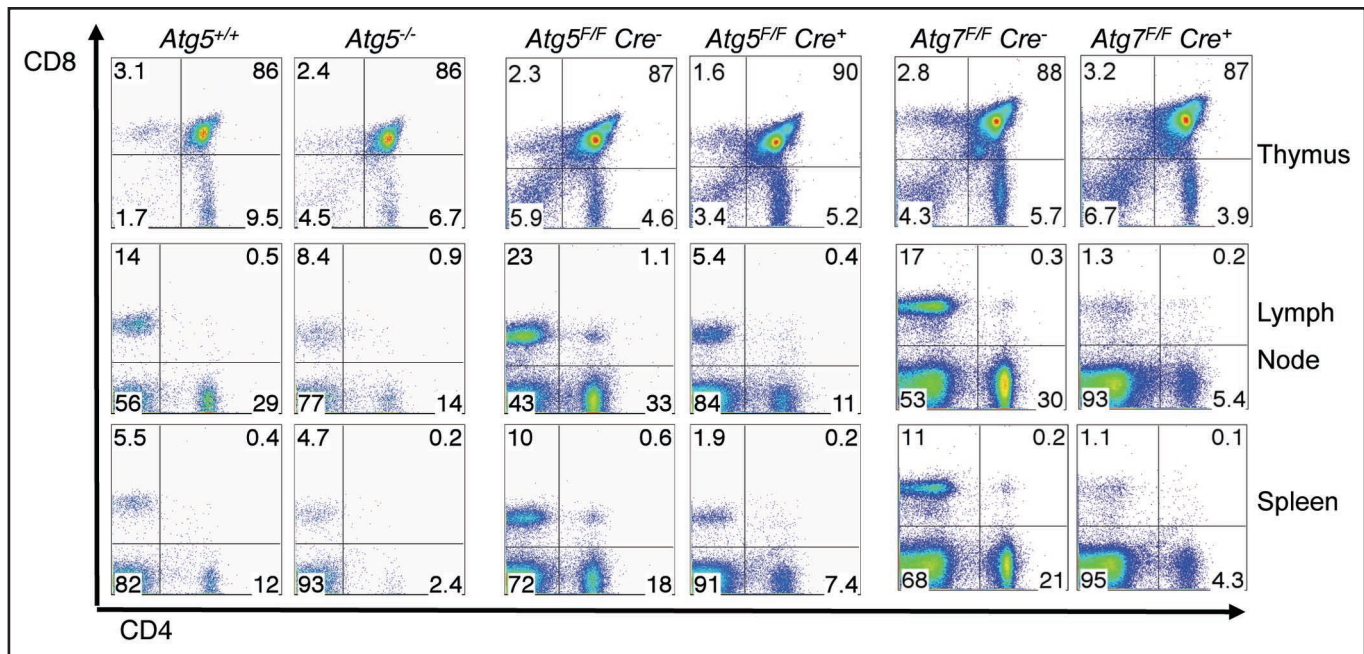 Atg5+/+ Atg5-/- Atg5F/F Cre- Atg5F/F Cre+ Atg7F/F Cre- Atg7F/F Cre+
CD8
3.1 86 2.4 86 2.3 87 1.6 90 2.8 88 3.2 87
Thymus
1.7 9.5 4.5 6.7 5.9 4.6 3.4 5.2 4.3 5.7 6.7 3.9
14 0.5 8.4 0.9 23 1.1 5.4 0.4 17 0.3 1.3 0.2
Lymph
Node
56 29 77 14 43 33 84 11 53 30 93 5.4
5.5 0.4 4.7 0.2 10 0.6 1.9 0.2 11 0.2 1.1 0.1
Spleen
82 12 93 2.4 72 18 91 7.4 68 21 95 4.3
CD4